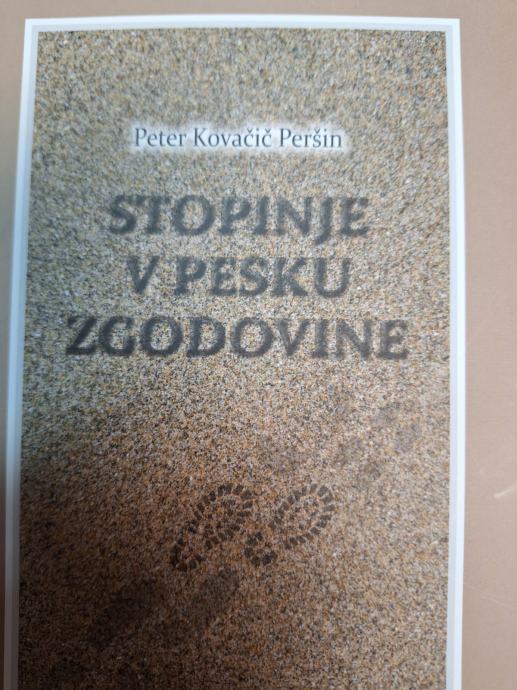 Peter Kovačič Peršin
STOPINJE
V PESKU
ZGODOVINE